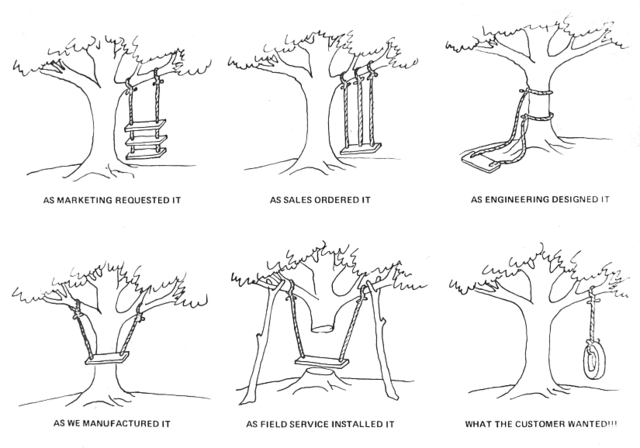 AS MARKETING REQUESTED IT
AS SALES ORDERED IT
AS ENGINEERING DESIGNED IT
AS WE MANUFACTURED IT
AS FIELD SERVICE INSTALLED IT
WHAT THE CUSTOMER WANTED!!!